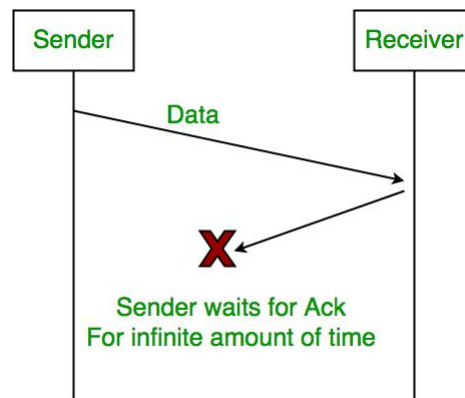 Sender
Receiver
Data
X
Sender waits for Ack
For infinite amount of time